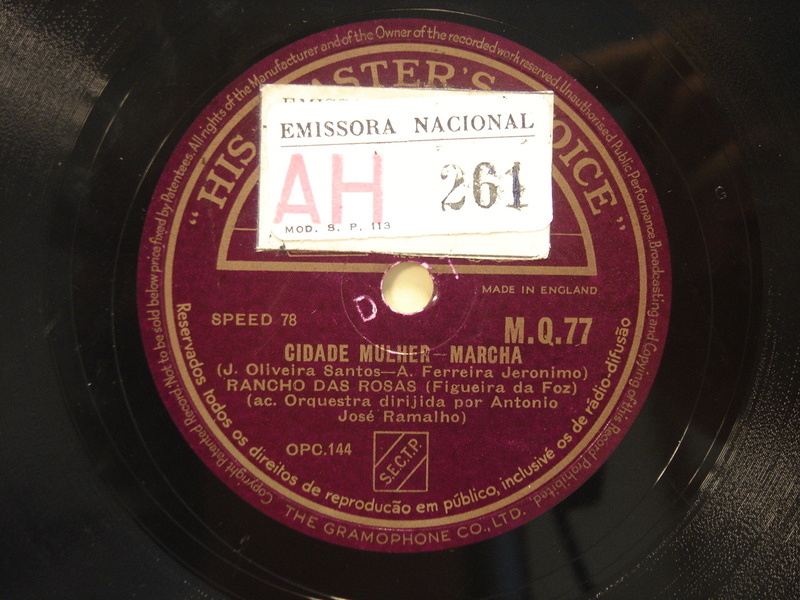 Not to be sold below price fixed by Patentees. All rights of the Manufacturer and of the Owner of the recorded work reserved. Unauthorised Public Performance, Broadcasting and Copying of this Record Prohibited. Copyright Patented Record
"HIS MASTER'S VOICE"
EMISSORA NACIONAL
AH 261
MOD. S. P. 113
D
MADE IN ENGLAND
SPEED 78
M.Q.77
CIDADE MULHER—MARCHA
(J. Oliveira Santos—A. Ferreira Jeronimo)
RANCHO DAS ROSAS (Figueira da Foz)
(ac. Orquestra dirijida por Antonio
José Ramalho)
OPC.144
S.E.C.T.P.
Reservados todos os direitos de reprodução em público, inclusivé os de rádio-difusão
THE GRAMOPHONE CO., LTD.